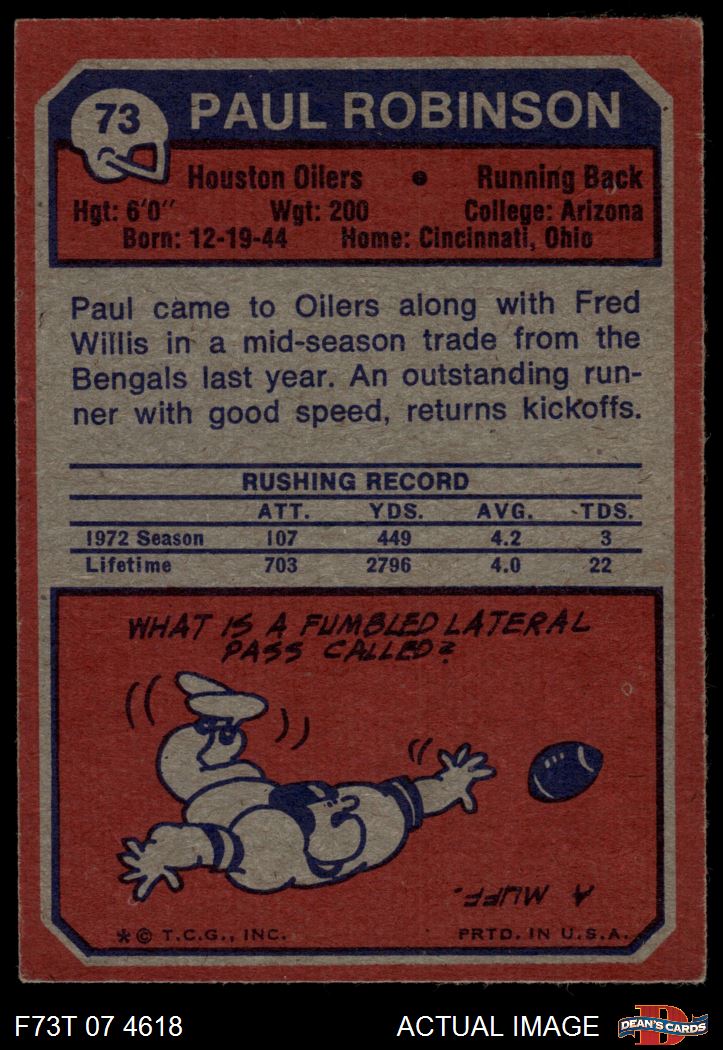 73 PAUL ROBINSON
Houston Oilers • Running Back
Hgt: 6'0" Wgt: 200 College: Arizona
Born: 12-19-44 Home: Cincinnati, Ohio
Paul came to Oilers along with Fred
Willis in a mid-season trade from the
Bengals last year. An outstanding run-
ner with good speed, returns kickoffs.
RUSHING RECORD
ATT. YDS. AVG. TDS.
1972 Season 107 449 4.2 3
Lifetime 703 2796 4.0 22
WHAT IS A FUMBLED LATERAL
PASS CALLED?
A MUFF.
* © T.C.G., INC. PRTD. IN U.S.A.
F73T 07 4618 ACTUAL IMAGE
D
DEAN'S CARDS